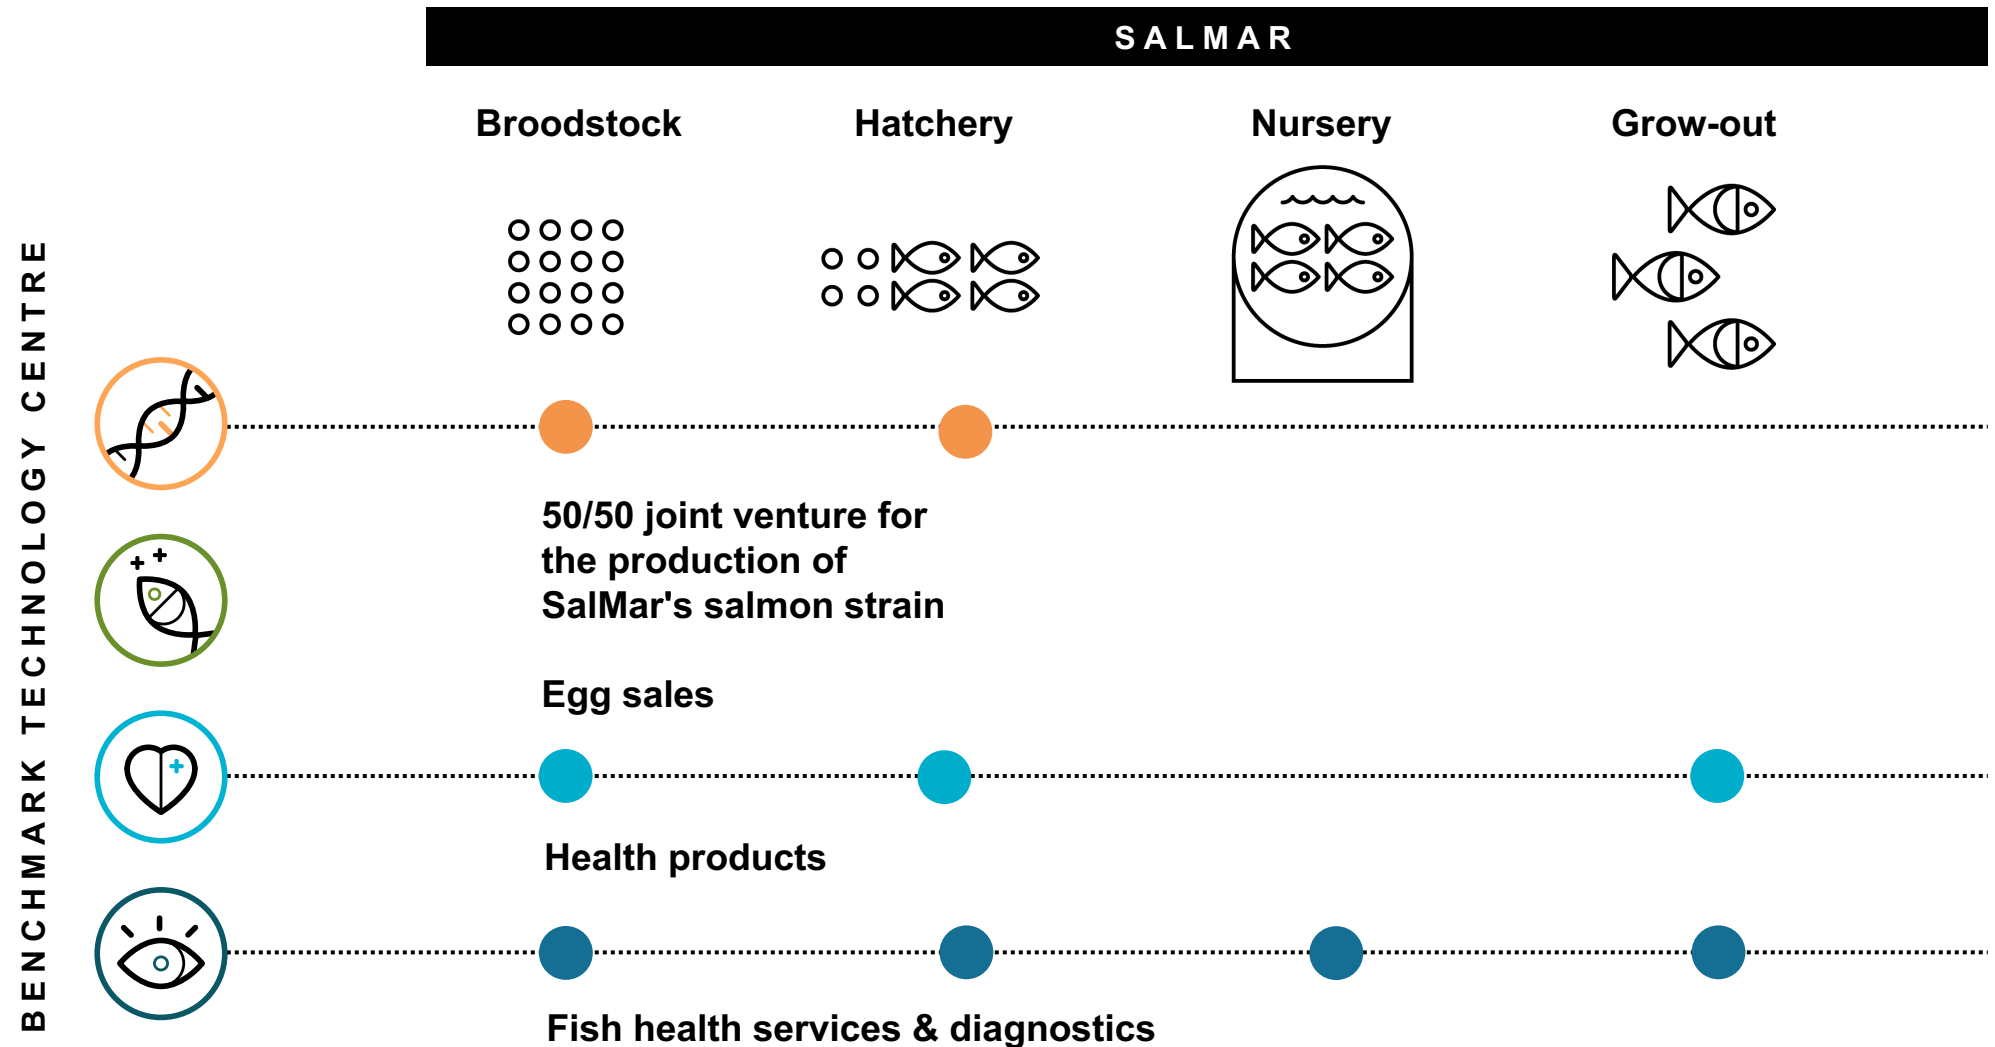 SALMAR
Broodstock
Hatchery
Nursery
Grow-out
BENCHMARK TECHNOLOGY CENTRE
50/50 joint venture for
the production of
SalMar's salmon strain
Egg sales
Health products
Fish health services & diagnostics